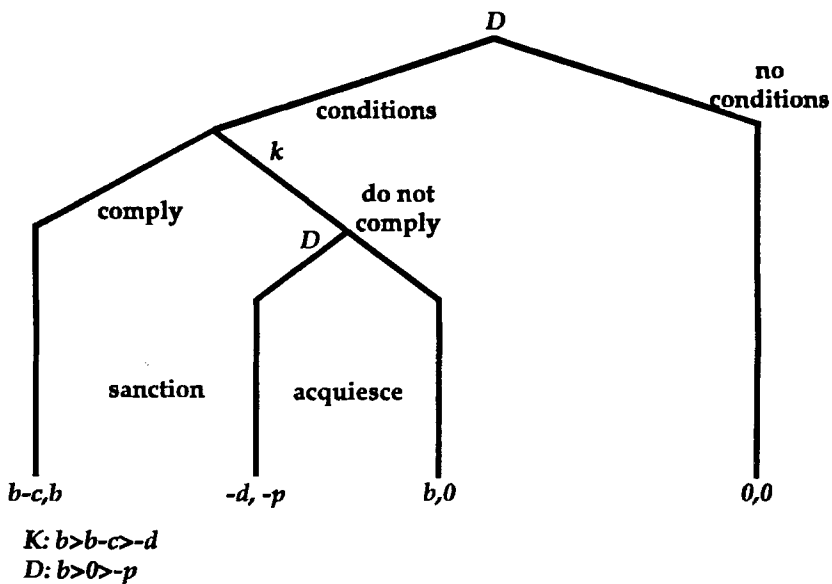 D
no
conditions
conditions
k
do not
comply
comply
D
sanction
acquiesce
b-c,b
-d, -p
b,0
0,0
K: b>b-c>-d
D: b>0>-p